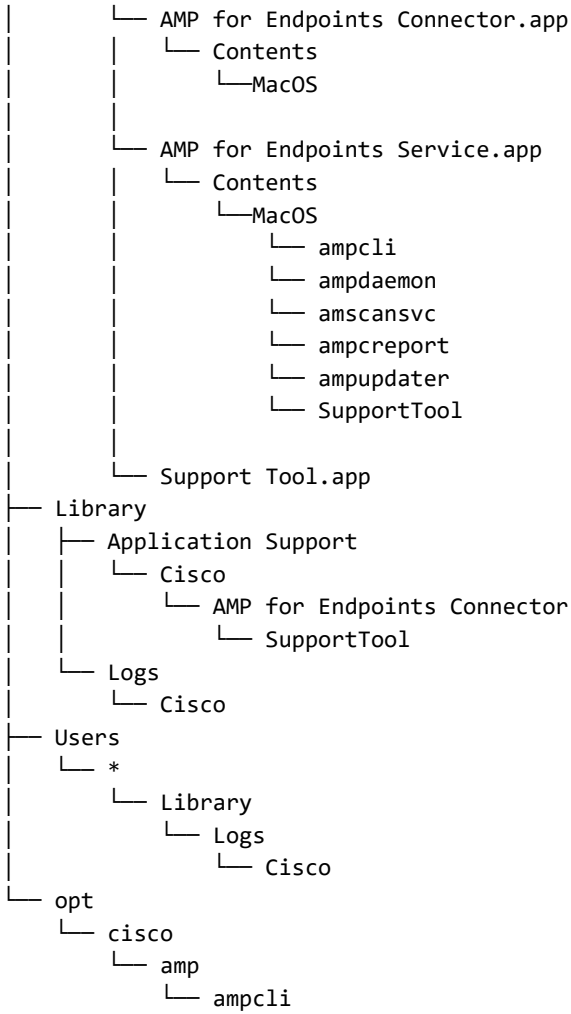 │       └── AMP for Endpoints Connector.app
│       │   └── Contents
│       │       └──MacOS
│       │
│       └── AMP for Endpoints Service.app
│       │   └── Contents
│       │       └──MacOS
│       │           └── ampcli
│       │           └── ampdaemon
│       │           └── amscansvc
│       │           └── ampcreport
│       │           └── ampupdater
│       │           └── SupportTool
│       │
│       └── Support Tool.app
├── Library
│   ├── Application Support
│   │   └── Cisco
│   │       └── AMP for Endpoints Connector
│   │           └── SupportTool
│   └── Logs
│       └── Cisco
├── Users
│   └── *
│       └── Library
│           └── Logs
│               └── Cisco
└── opt
    └── cisco
        └── amp
            └── ampcli